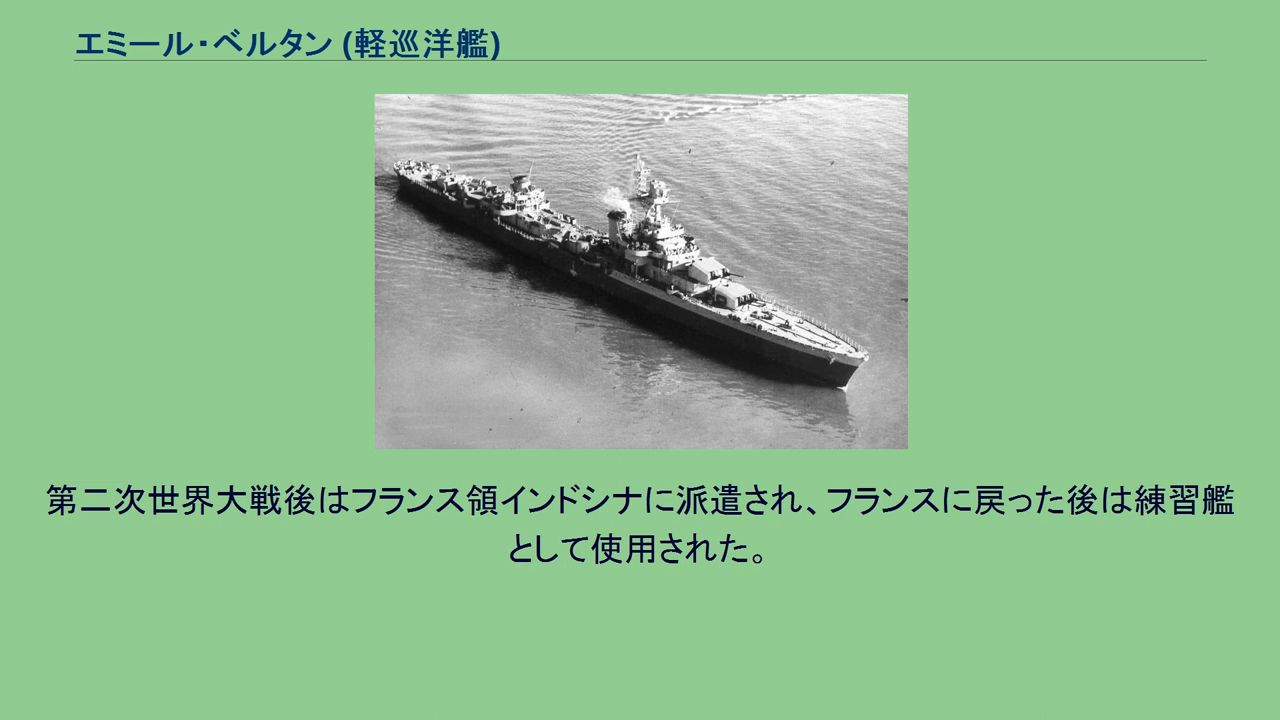 エミール・ベルタン (軽巡洋艦)
第二次世界大戦後はフランス領インドシナに派遣され、フランスに戻った後は練習艦
として使用された。